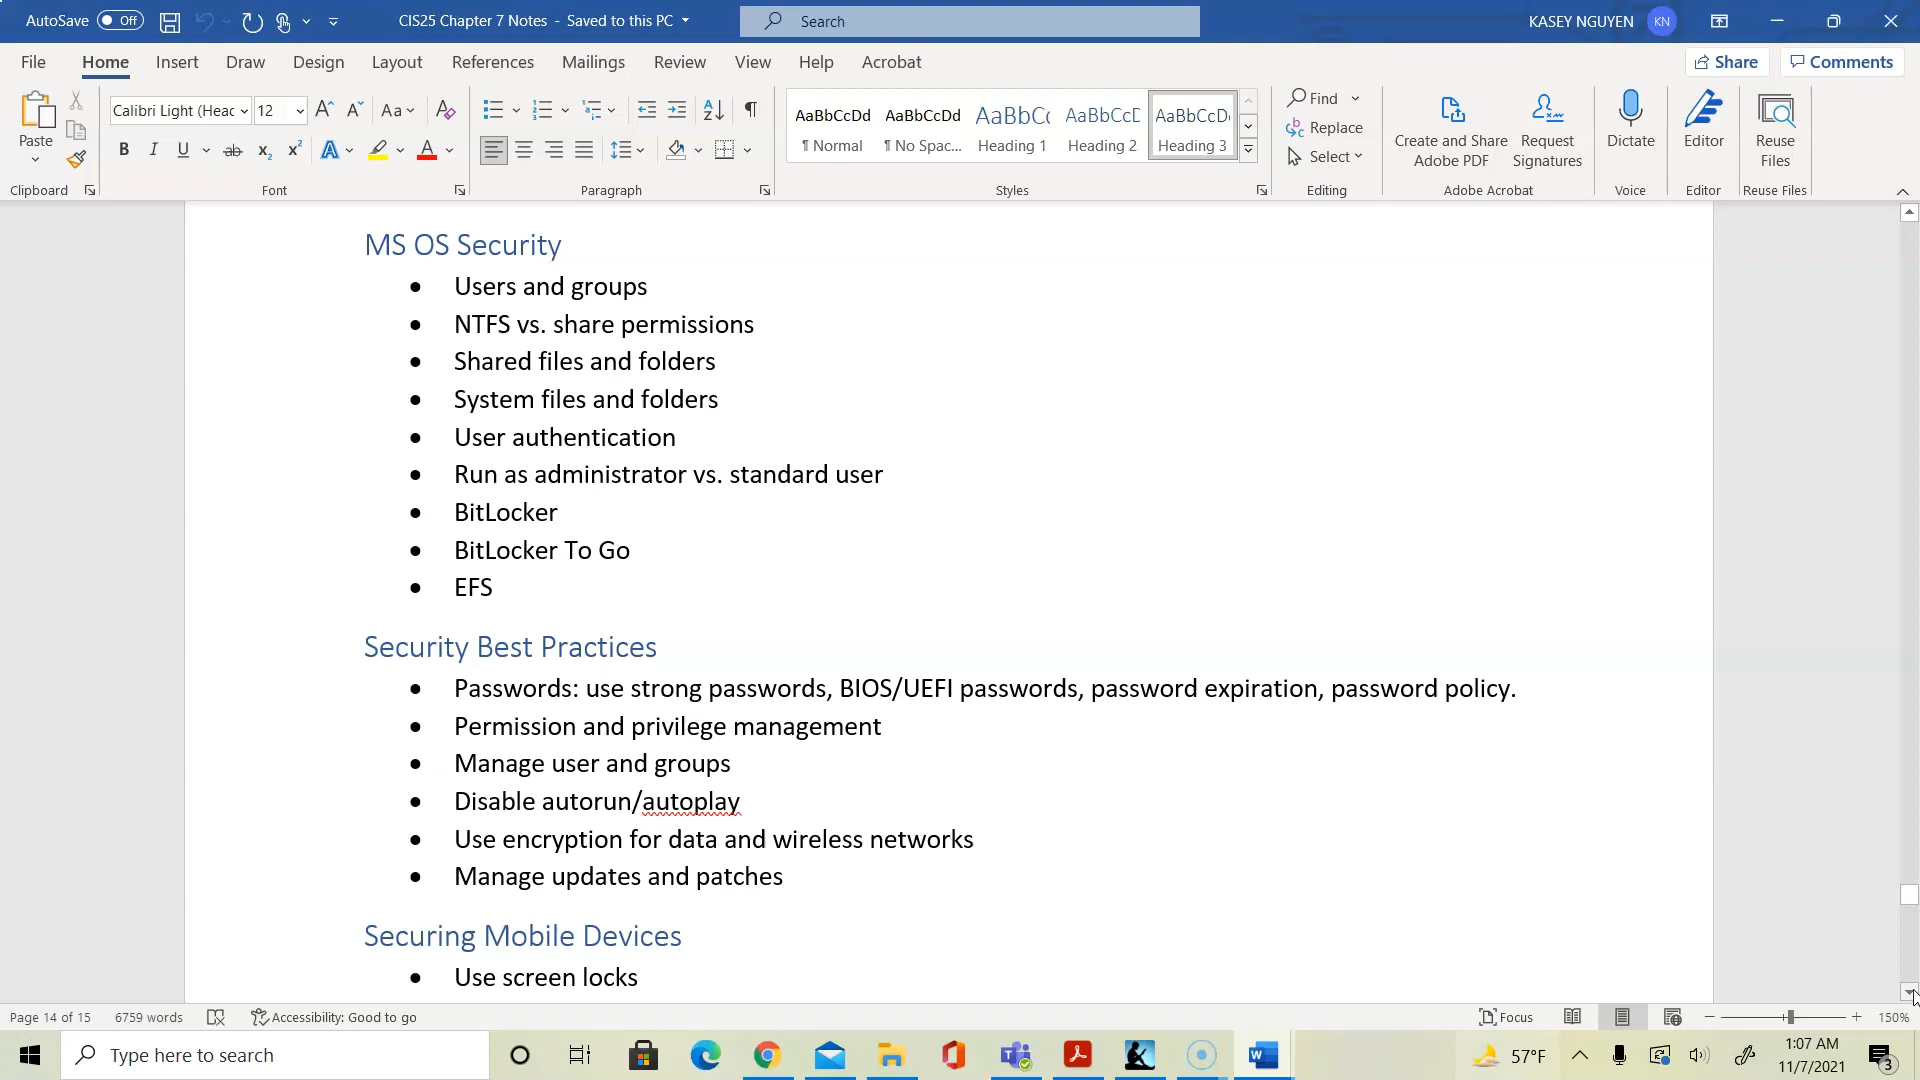 AutoSave Off CIS25 Chapter 7 Notes - Saved to this PC Search KASEY NGUYEN KN
File Home Insert Draw Design Layout References Mailings Review View Help Acrobat Share Comments
Calibri Light (Head 12 Aa
Paste
AaBbCcDd AaBbCcDd AaBbCc AaBbCcD AaBbCcD
¶ Normal ¶ No Spac... Heading 1 Heading 2 Heading 3
Find
Replace
Select
Create and Share
Adobe PDF
Request
Signatures
Dictate
Editor
Reuse
Files
Clipboard Font Paragraph Styles Editing Adobe Acrobat Voice Editor Reuse Files
MS OS Security
• Users and groups
• NTFS vs. share permissions
• Shared files and folders
• System files and folders
• User authentication
• Run as administrator vs. standard user
• BitLocker
• BitLocker To Go
• EFS
Security Best Practices
• Passwords: use strong passwords, BIOS/UEFI passwords, password expiration, password policy.
• Permission and privilege management
• Manage user and groups
• Disable autorun/autoplay
• Use encryption for data and wireless networks
• Manage updates and patches
Securing Mobile Devices
• Use screen locks
Page 14 of 15 6759 words Accessibility: Good to go Focus 150%
Type here to search 57°F 1:07 AM
11/7/2021 3